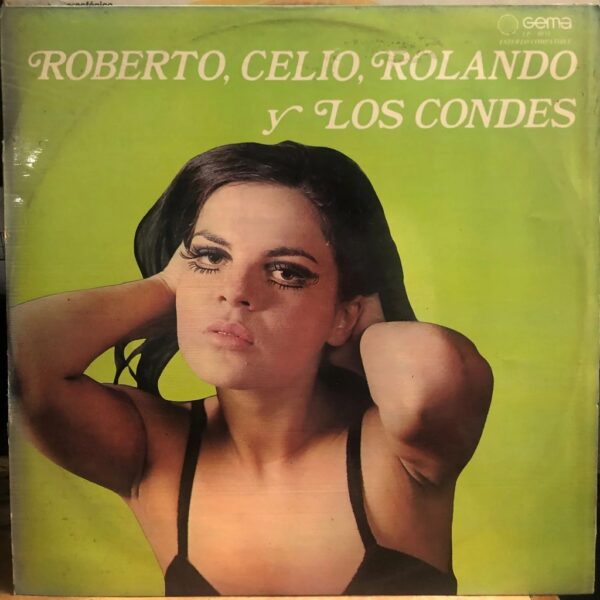 Gema
ROBERTO, CELIO, ROLANDO
y LOS CONDES